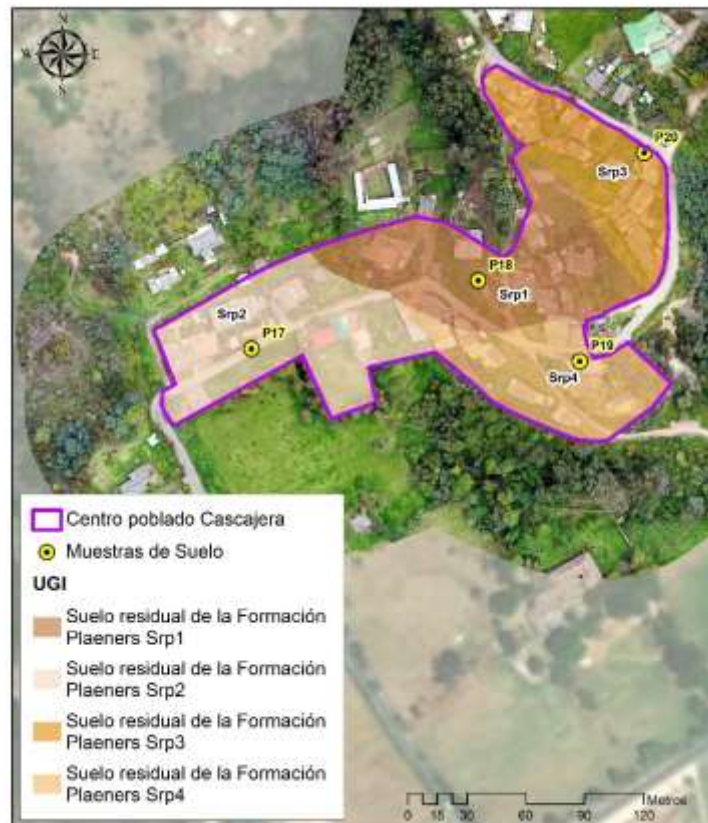 N
W E
S
P20
Srp3
P18
Srp1
Srp2
P17
P19
Srp4
Centro poblado Cascajera
Muestras de Suelo
UGI
Suelo residual de la Formación
Plaeners Srp1
Suelo residual de la Formación
Plaeners Srp2
Suelo residual de la Formación
Plaeners Srp3
Suelo residual de la Formación
Plaeners Srp4
Metros
0 15 30 60 90 120